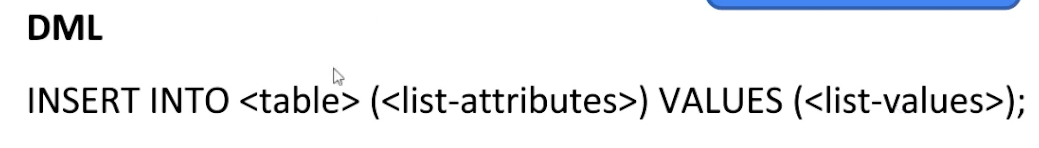 DML
INSERT INTO <table> (<list-attributes>) VALUES (<list-values>);